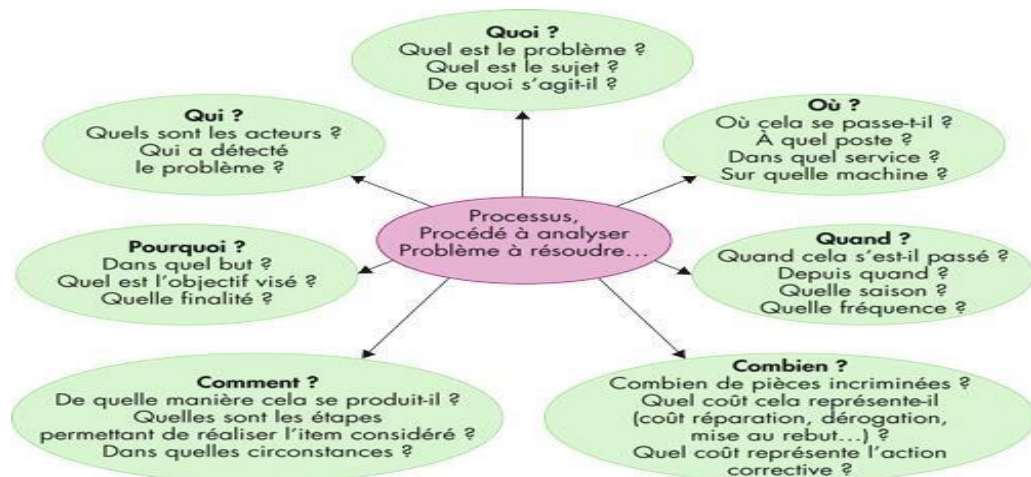 Quoi ?
Quel est le problème ?
Quel est le sujet ?
De quoi s'agit-il ?
Qui ?
Quels sont les acteurs ?
Qui a détecté
le problème ?
Où ?
Où cela se passe-t-il ?
À quel poste ?
Dans quel service ?
Sur quelle machine ?
Processus,
Procédé à analyser
Problème à résoudre...
Pourquoi ?
Dans quel but ?
Quel est l'objectif visé ?
Quelle finalité ?
Quand ?
Quand cela s'est-il passé ?
Depuis quand ?
Quelle saison ?
Quelle fréquence ?
Comment ?
De quelle manière cela se produit-il ?
Quelles sont les étapes
permettant de réaliser l'item considéré ?
Dans quelles circonstances ?
Combien ?
Combien de pièces incriminées ?
Quel coût cela représente-il
(coût réparation, dérogation,
mise au rebut...) ?
Quel coût représente l'action
corrective ?